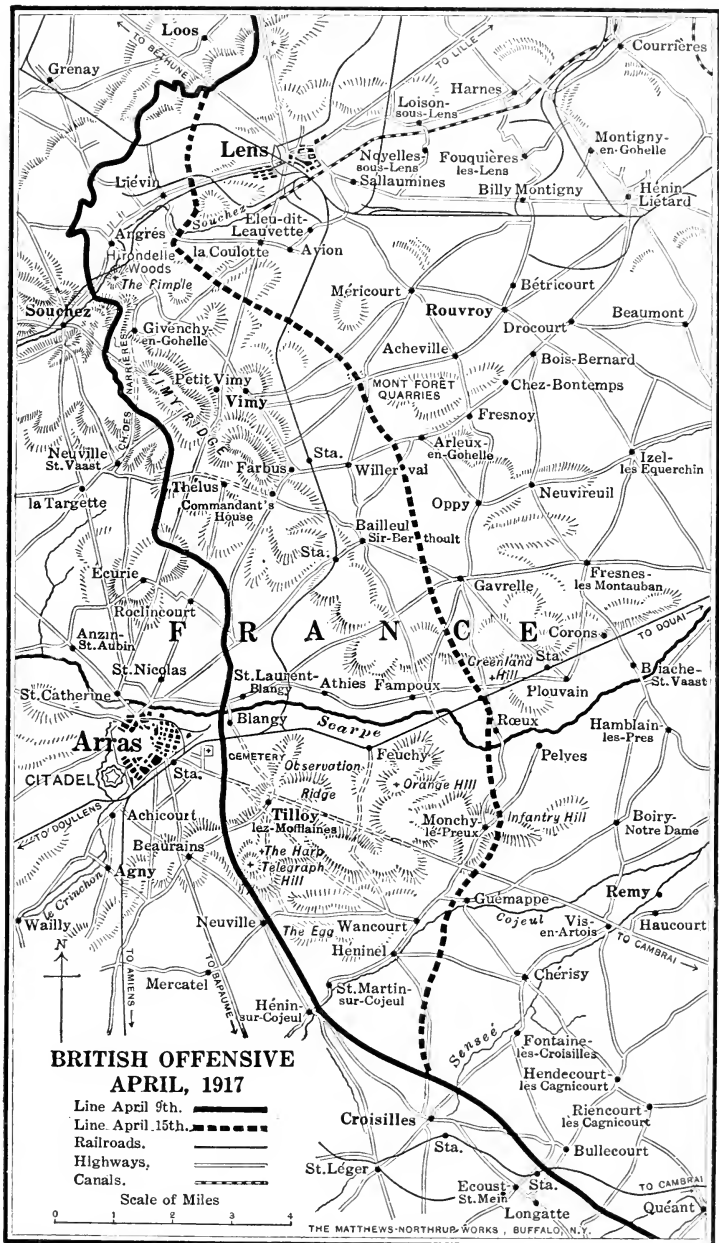 Loos
TO BÉTHUNE
TO LILLE
Courrières
Grenay
Harnes
Loison-
sous-Lens
Montigny-
en-Gohelle
Lens
Noyelles-
sous-Lens
Fouquières
les-Lens
Sallaumines
Liévin
Billy Montigny
Hénin
Liétard
Souchez
Eleu-dit-
Leauvette
Angrés
la Coulotte
Avion
Hirondelle
Woods
The Pimple
Bétricourt
Méricourt
Rouvroy
Beaumont
Souchez
Drocourt
Givenchy-
en-Gohelle
Acheville
Bois-Bernard
CH. DES NARRIÈRES
Petit Vimy
Vimy
MONT FORÊT
QUARRIES
Chez-Bontemps
VIMY RIDGE
Fresnoy
Arleux-
en-Gohelle
Neuville
St. Vaast
Farbus
Sta.
Willerval
Izel-
les Equerchin
la Targette
Thélus
Commandant's
House
Oppy
Neuvireuil
Bailleul
Sir-Berthoult
Sta.
Ecurie
Gavrelle
Fresnes-
les Montauban
Roclincourt
FRANCE
Anzin-
St.Aubin
Corons
TO DOUAI
St.Nicolas
Greenland
Hill
Sta.
St.Laurent-
Blangy
Athies
Fampoux
Plouvain
Biache-
St.Vaast
St.Catherine
Blangy
Scarpe
Rœux
Hamblain-
les-Pres
Arras
Feuchy
Pelves
CEMETERY
Observation
Ridge
CITADEL
Sta.
Orange Hill
TO DOULLENS
Achicourt
Tilloy
lez-Mofflaines
Monchy-
le-Preux
Infantry Hill
Boiry-
Notre Dame
Beaurains
The Harp
Telegraph
Hill
Agny
le Crinchon
Guémappe
Remy
Wailly
Neuville
The Egg
Wancourt
Cojeul
Vis-
en-Artois
Haucourt
N
Heninel
TO CAMBRAI
TO AMIENS
TO BAPAUME
Mercatel
St.Martin-
sur-Cojeul
Chérisy
Hénin-
sur-Cojeul
Senseé
Fontaine-
les-Croisilles
BRITISH OFFENSIVE
APRIL, 1917
Line April 9th.
Line April 15th.
Railroads.
Highways.
Canals.
Scale of Miles
0 1 2 3 4
Hendecourt-
les Cagnicourt
Riencourt
lès Cagnicourt
Croisilles
Sta.
Bullecourt
St.Léger
Ecoust-
St.Mein
Sta.
TO CAMBRAI
Longatte
Quéant
THE MATTHEWS-NORTHRUP WORKS, BUFFALO, N.Y.